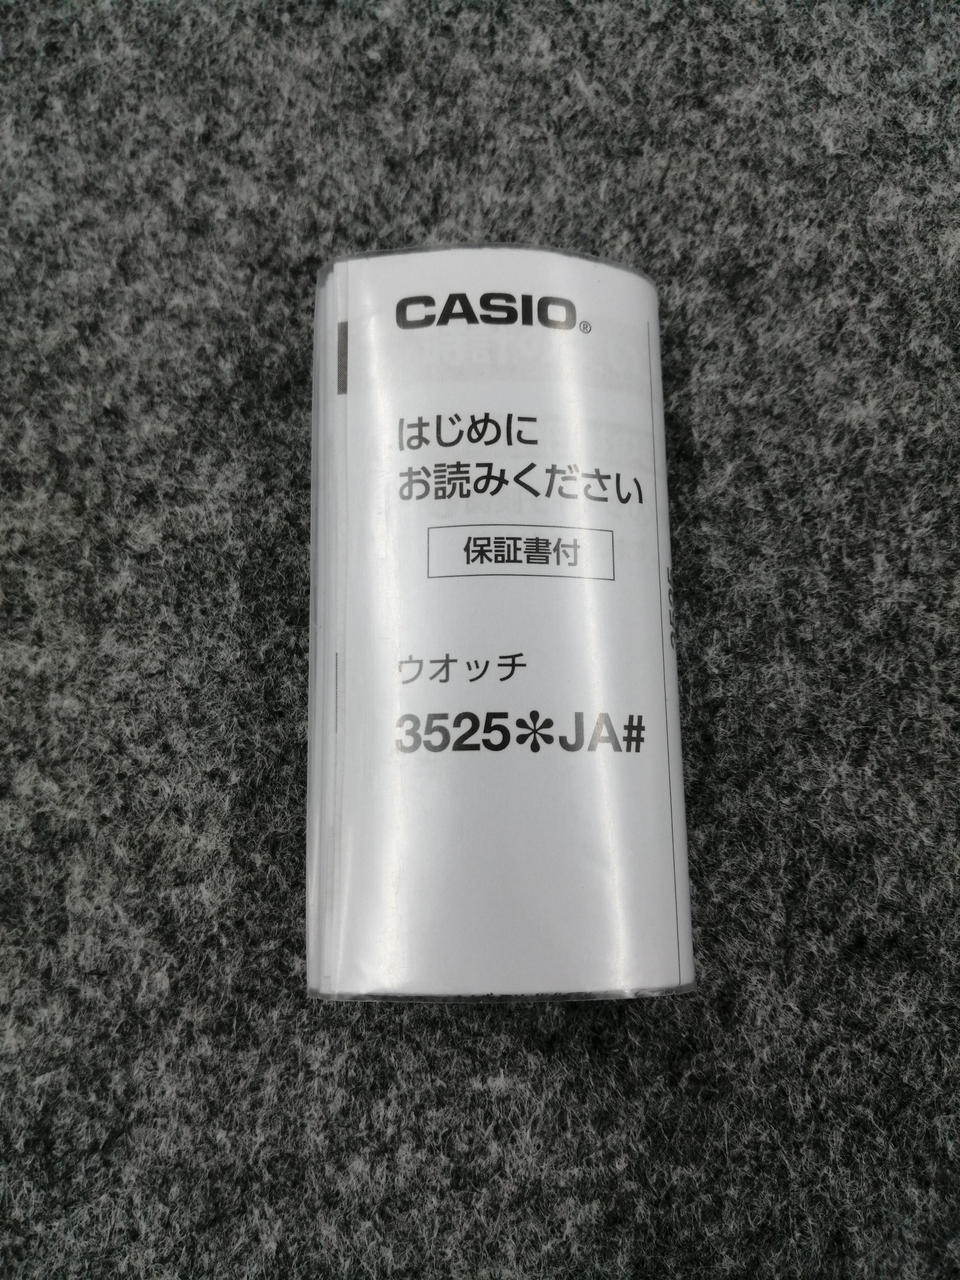 CASIO®
はじめに
お読みください
保証書付
ウオッチ
3525✽JA#